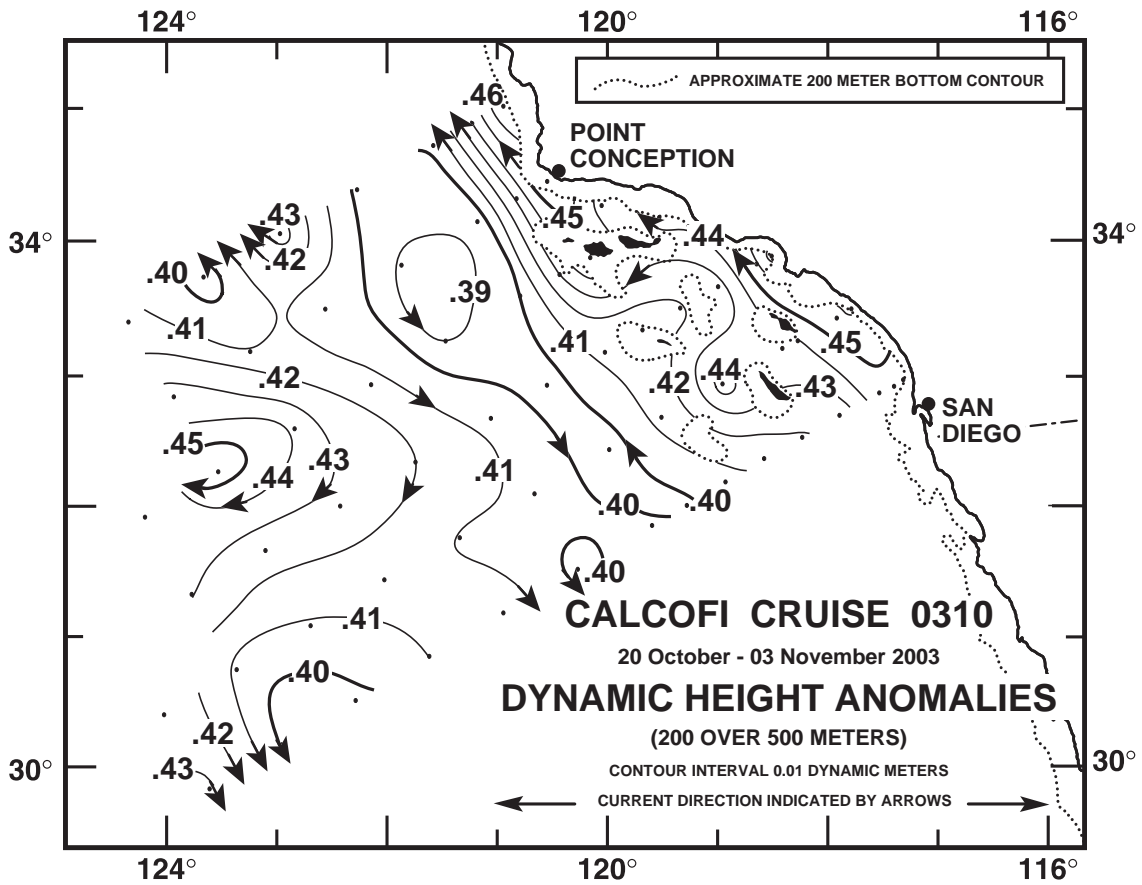 124° 120° 116°
APPROXIMATE 200 METER BOTTOM CONTOUR
.46
POINT
CONCEPTION
.43 .45
34° .44 34°
.42
.40
.39
.41 .41 .45
.42 .42 .44 .43
SAN
DIEGO
.45 .43
.44 .41
.40 .40
.40
CALCOFI CRUISE 0310
.41
20 October - 03 November 2003
.40
DYNAMIC HEIGHT ANOMALIES
.42
(200 OVER 500 METERS)
30° .43 30°
CONTOUR INTERVAL 0.01 DYNAMIC METERS
CURRENT DIRECTION INDICATED BY ARROWS
124° 120° 116°